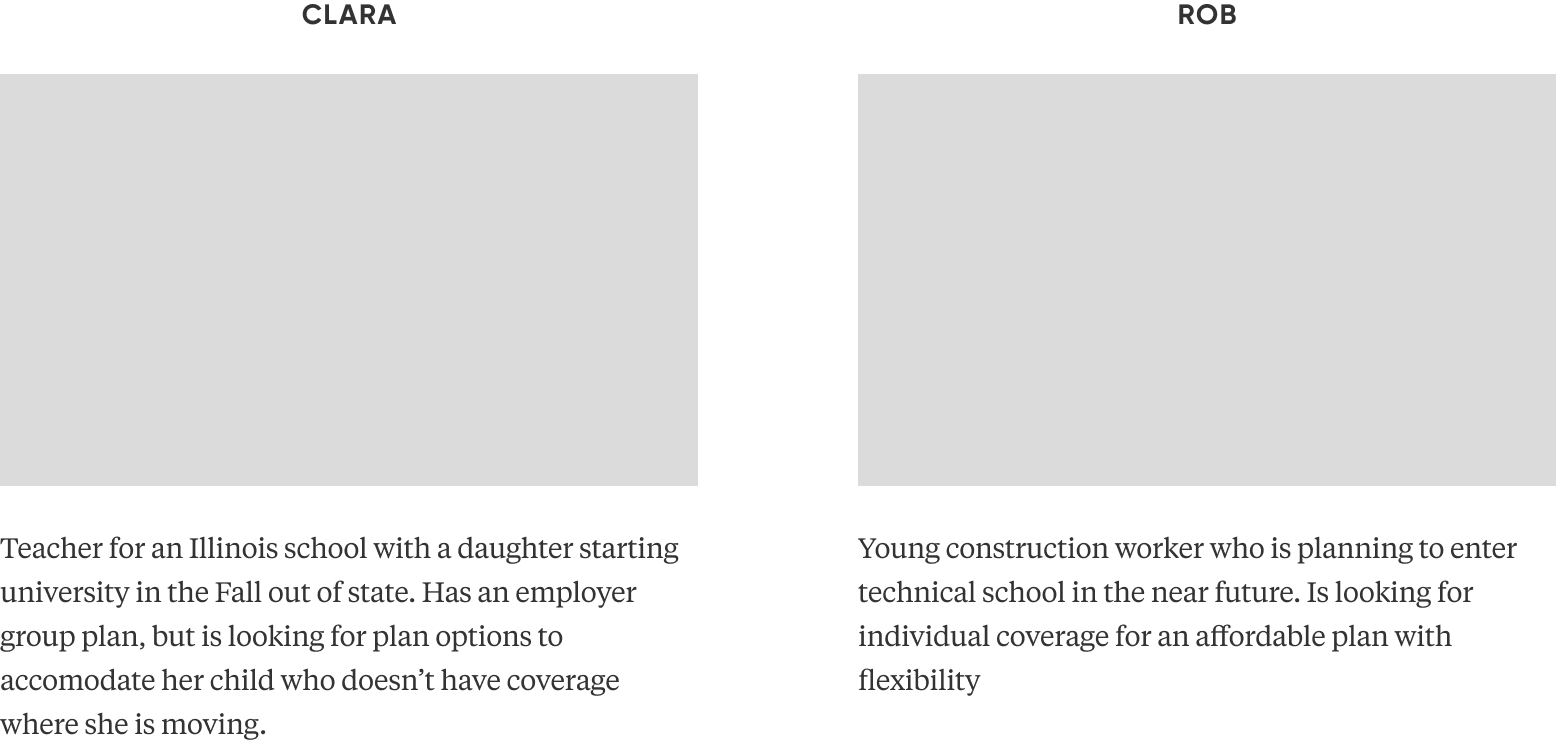 CLARA
Teacher for an Illinois school with a daughter starting
university in the Fall out of state. Has an employer
group plan, but is looking for plan options to
accomodate her child who doesn’t have coverage
where she is moving.
ROB
Young construction worker who is planning to enter
technical school in the near future. Is looking for
individual coverage for an affordable plan with
flexibility